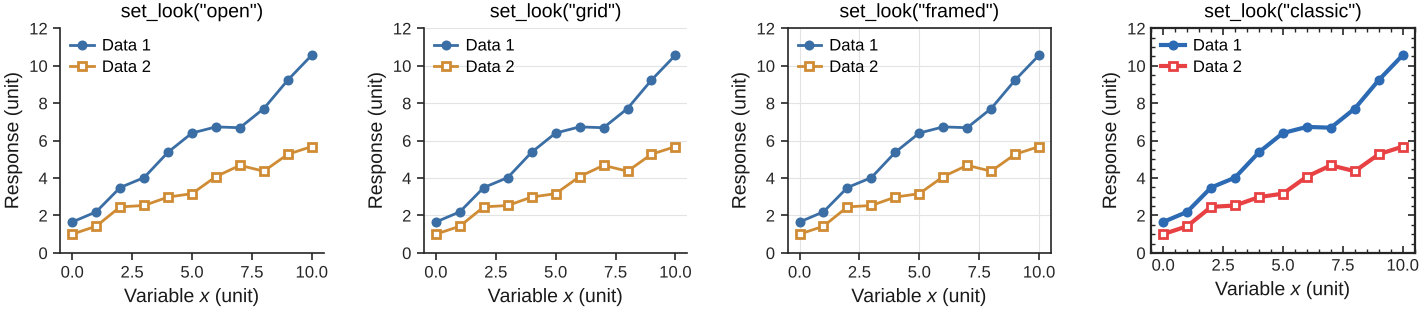 set_look("open")
12
10
8
6
4
2
0
Response (unit)
Data 1
Data 2
0.0 2.5 5.0 7.5 10.0
Variable x (unit)
set_look("grid")
12
10
8
6
4
2
0
Response (unit)
Data 1
Data 2
0.0 2.5 5.0 7.5 10.0
Variable x (unit)
set_look("framed")
12
10
8
6
4
2
0
Response (unit)
Data 1
Data 2
0.0 2.5 5.0 7.5 10.0
Variable x (unit)
set_look("classic")
12
10
8
6
4
2
0
Response (unit)
Data 1
Data 2
0.0 2.5 5.0 7.5 10.0
Variable x (unit)